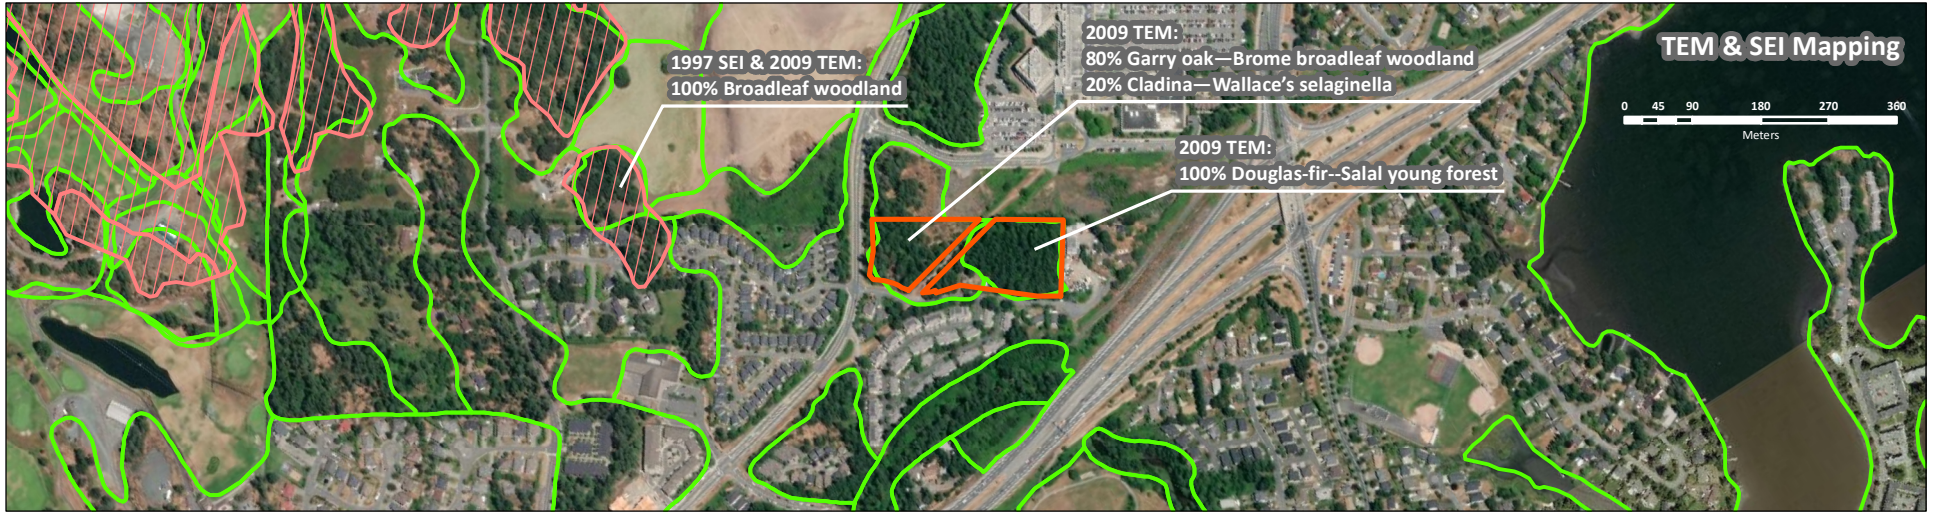 TEM & SEI Mapping
0 45 90 180 270 360
Meters
1997 SEI & 2009 TEM:
100% Broadleaf woodland
2009 TEM:
80% Garry oak—Brome broadleaf woodland
20% Cladina—Wallace’s selaginella
2009 TEM:
100% Douglas-fir--Salal young forest